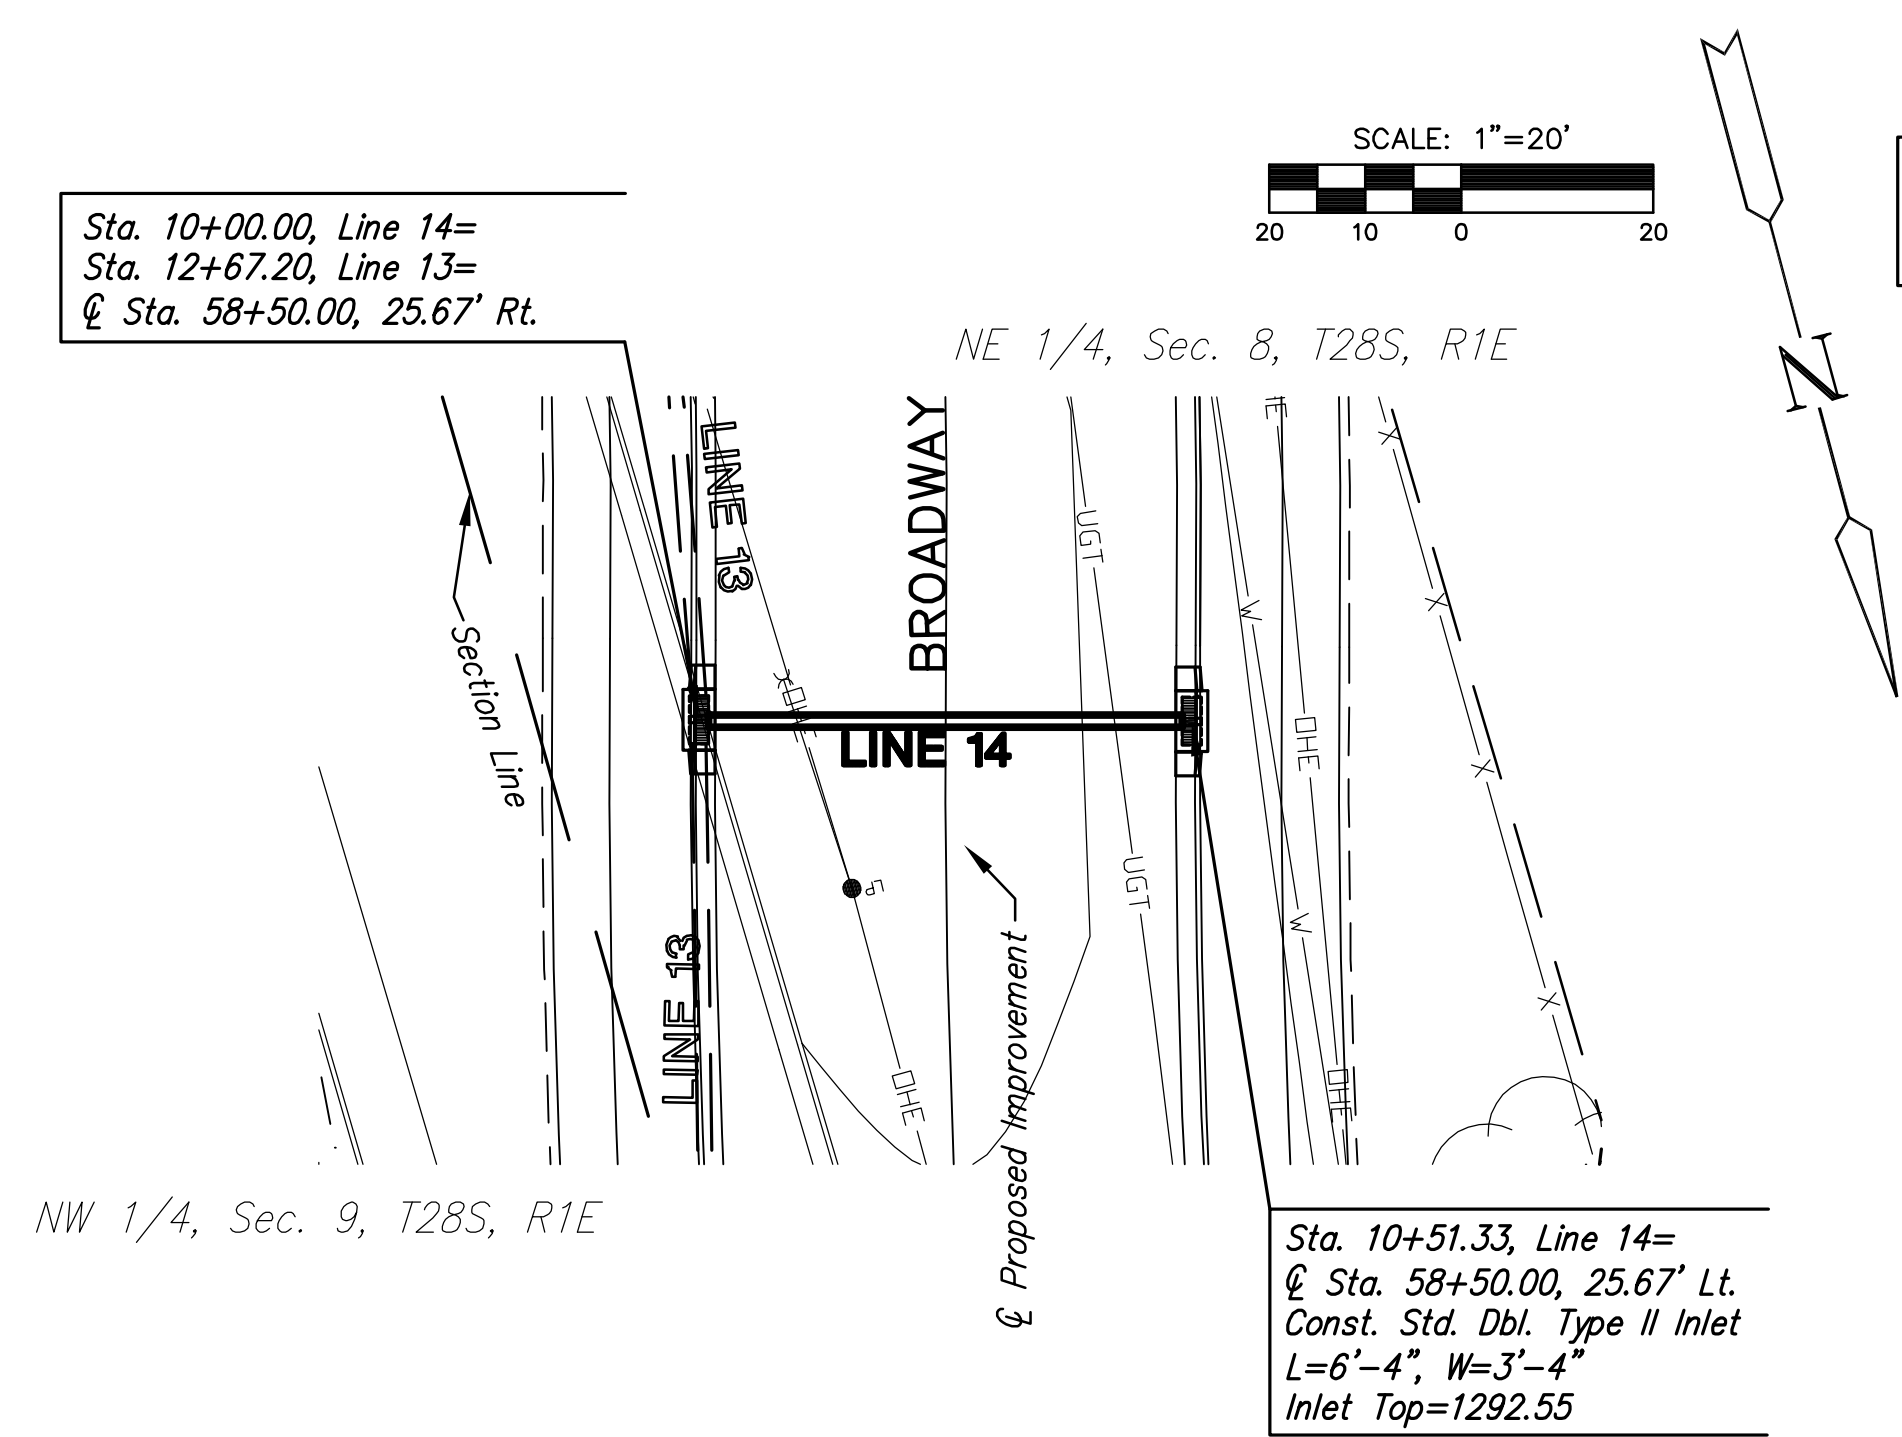 SCALE: 1"=20'
20 10 0 20
N
Sta. 10+00.00, Line 14=
Sta. 12+67.20, Line 13=
℄ Sta. 58+50.00, 25.67' Rt.
NE 1/4, Sec. 8, T28S, R1E
LINE 13
BROADWAY
UGT
W
OHE
X
X
X
X
Section Line
OHE
LINE 14
OHE
LP
UGT
W
LINE 13
OHE
OHE
℄ Proposed Improvement
NW 1/4, Sec. 9, T28S, R1E
Sta. 10+51.33, Line 14=
℄ Sta. 58+50.00, 25.67' Lt.
Const. Std. Dbl. Type II Inlet
L=6'-4", W=3'-4"
Inlet Top=1292.55